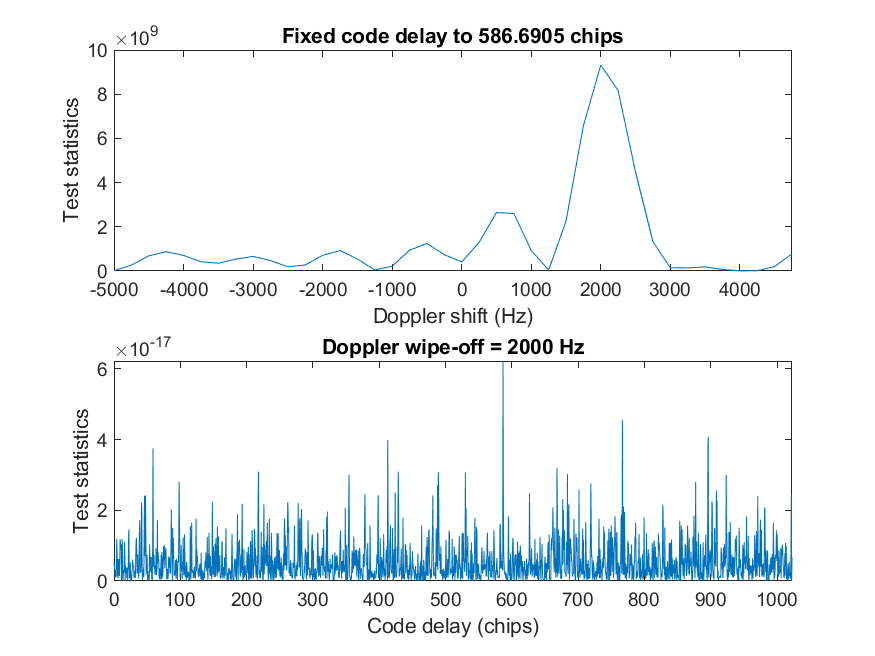 ×10^9
Fixed code delay to 586.6905 chips
10
8
6
4
2
0
Test statistics
-5000 -4000 -3000 -2000 -1000 0 1000 2000 3000 4000
Doppler shift (Hz)
×10^-17
Doppler wipe-off = 2000 Hz
6
4
2
0
Test statistics
0 100 200 300 400 500 600 700 800 900 1000
Code delay (chips)